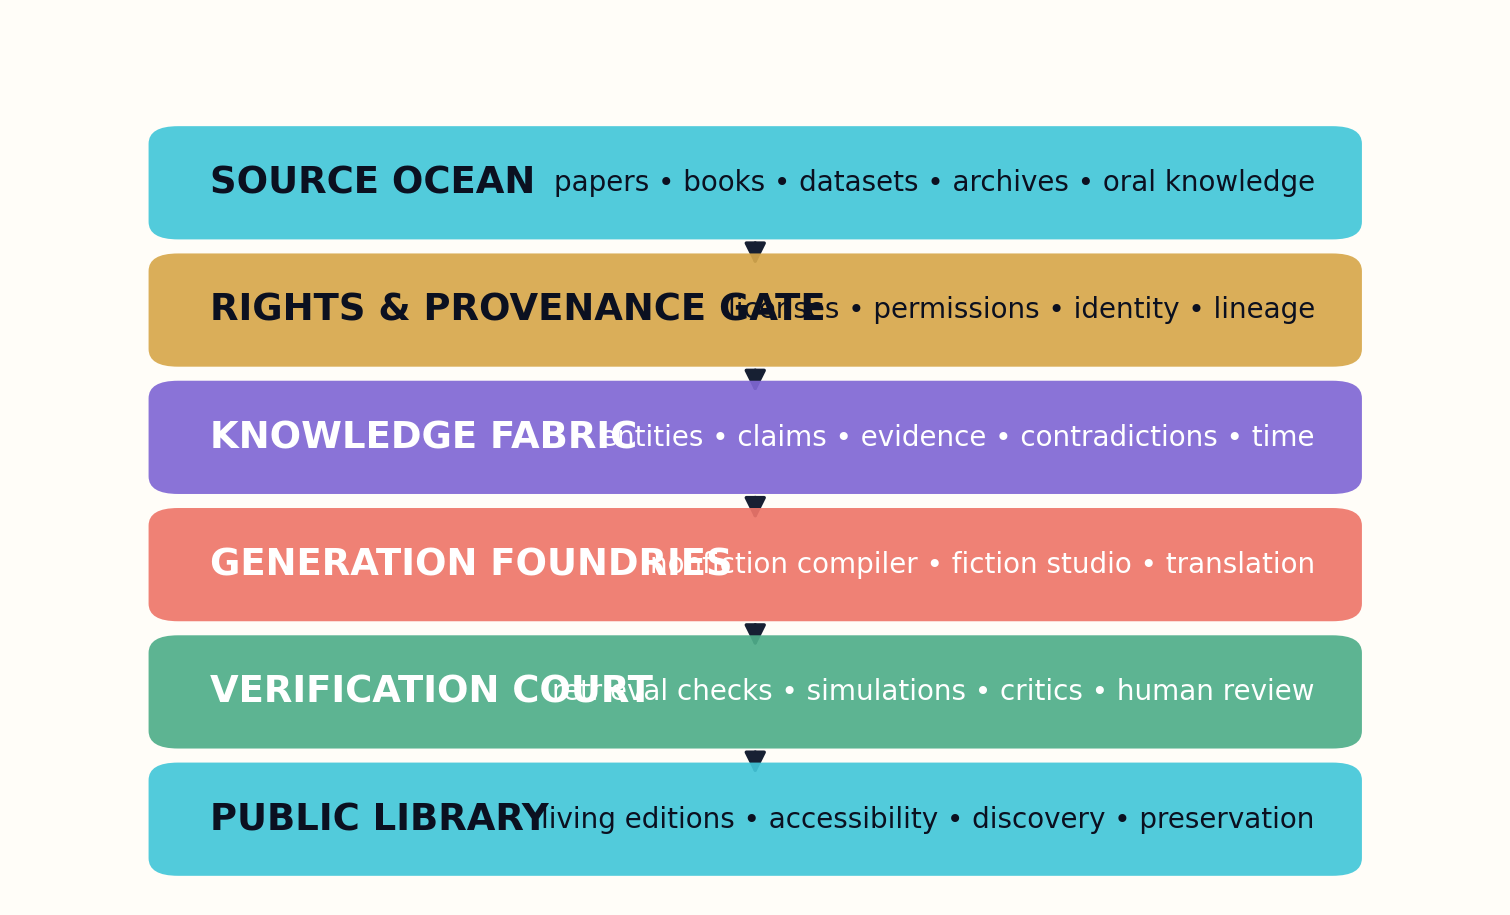 SOURCE OCEAN papers • books • datasets • archives • oral knowledge
RIGHTS & PROVENANCE GATE licenses • permissions • identity • lineage
KNOWLEDGE FABRIC entities • claims • evidence • contradictions • time
GENERATION FOUNDRIES nonfiction compiler • fiction studio • translation
VERIFICATION COURT retrieval checks • simulations • critics • human review
PUBLIC LIBRARY living editions • accessibility • discovery • preservation